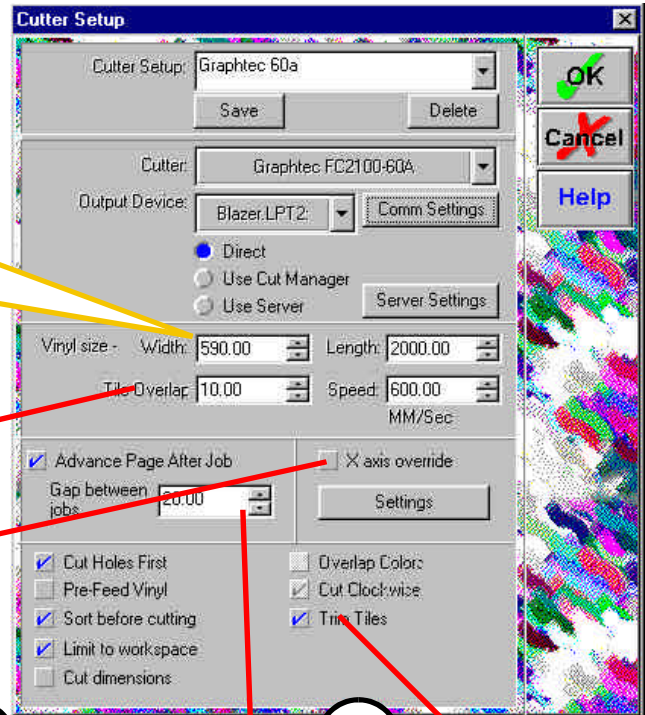 Cutter Setup
Cutter Setup: Graphtec 60a
OK
Save Delete
Cancel
Cutter: Graphtec FC2100-60A
Help
Output Device: Blazer.LPT2: Comm Settings
Direct
Use Cut Manager
Use Server Server Settings
Vinyl size - Width: 590.00 Length: 2000.00
Tile Overlap 10.00 Speed: 600.00
MM/Sec
Advance Page After Job X axis override
Gap between jobs 20.00 Settings
Cut Holes First Overlap Colors
Pre-Feed Vinyl Cut Clockwise
Sort before cutting Trim Tiles
Limit to workspace
Cut dimensions